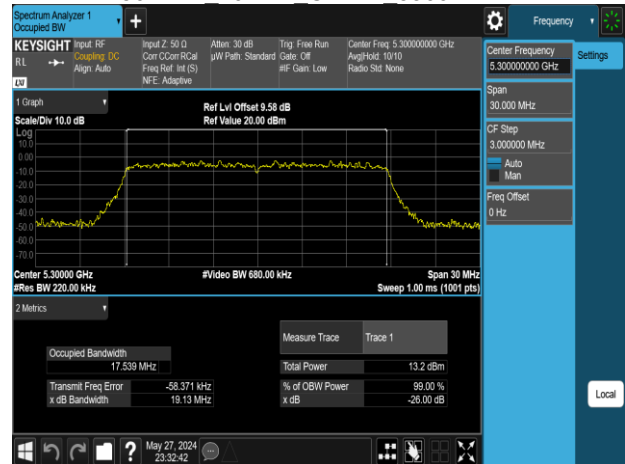 Spectrum Analyzer 1
Occupied BW
Frequency
KEYSIGHT
RL
Input: RF
Coupling: DC
Align: Auto
Input Z: 50 Ω
Corr CCorr RCal
Freq Ref: Int (S)
NFE: Adaptive
Atten: 30 dB
µW Path: Standard
Trig: Free Run
Gate: Off
#IF Gain: Low
Center Freq: 5.300000000 GHz
Avg|Hold: 10/10
Radio Std: None
LXI
Center Frequency
5.300000000 GHz
Settings
Span
30.000 MHz
CF Step
3.000000 MHz
Auto
Man
Freq Offset
0 Hz
Local
1 Graph
Scale/Div 10.0 dB
Ref Lvl Offset 9.58 dB
Ref Value 20.00 dBm
Log
10.0
0.00
-10.0
-20.0
-30.0
-40.0
-50.0
-60.0
-70.0
Center 5.30000 GHz
#Video BW 680.00 kHz
Span 30 MHz
#Res BW 220.00 kHz
Sweep 1.00 ms (1001 pts)
2 Metrics
Measure Trace
Trace 1
Occupied Bandwidth
17.539 MHz
Total Power
13.2 dBm
Transmit Freq Error
-58.371 kHz
% of OBW Power
99.00 %
x dB Bandwidth
19.13 MHz
x dB
-26.00 dB
May 27, 2024
23:32:42